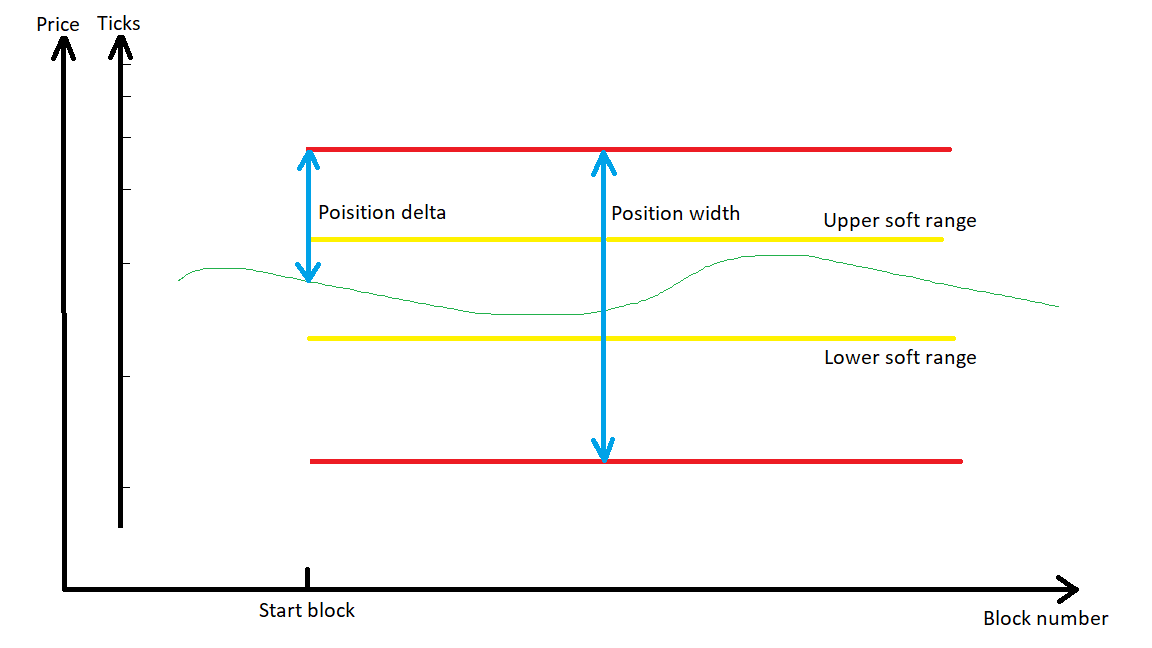 Price
Ticks
Poisition delta
Position width
Upper soft range
Lower soft range
Start block
Block number